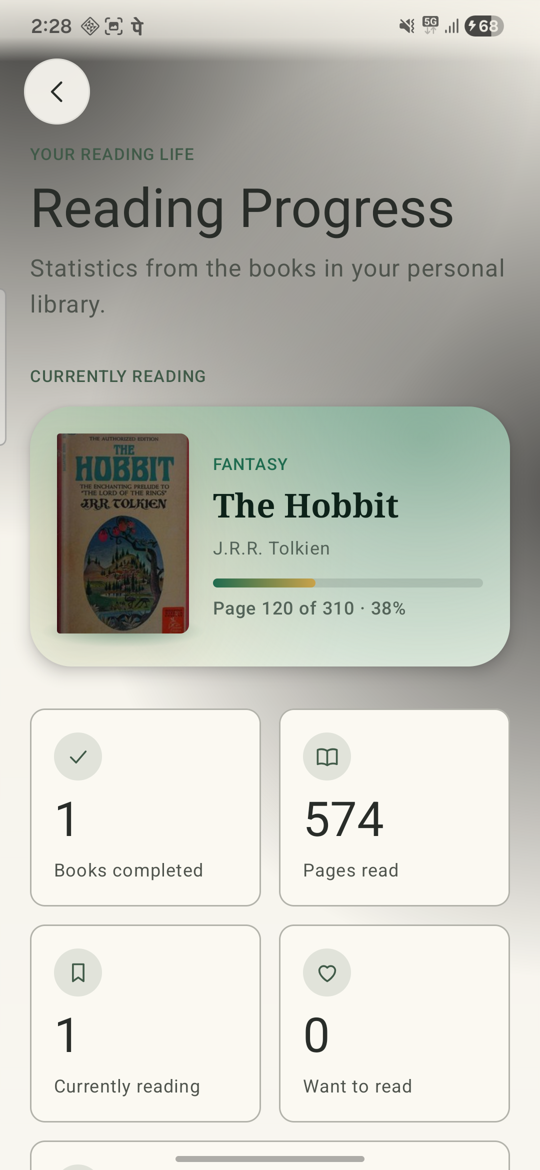 2:28 पे 5G 68
YOUR READING LIFE
Reading Progress
Statistics from the books in your personal
library.
CURRENTLY READING
THE AUTHORIZED EDITION
THE
HOBBIT
THE ENCHANTING PRELUDE TO
"THE LORD OF THE RINGS"
J.R.R. TOLKIEN
FANTASY
The Hobbit
J.R.R. Tolkien
Page 120 of 310 · 38%
1
Books completed
574
Pages read
1
Currently reading
0
Want to read